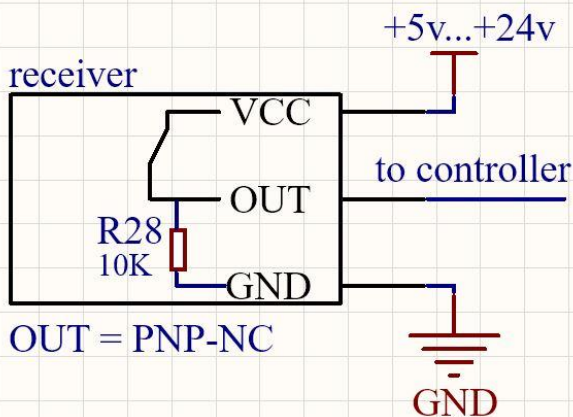 +5v...+24v
receiver
VCC
to controller
OUT
R28
10K
GND
OUT = PNP-NC
GND